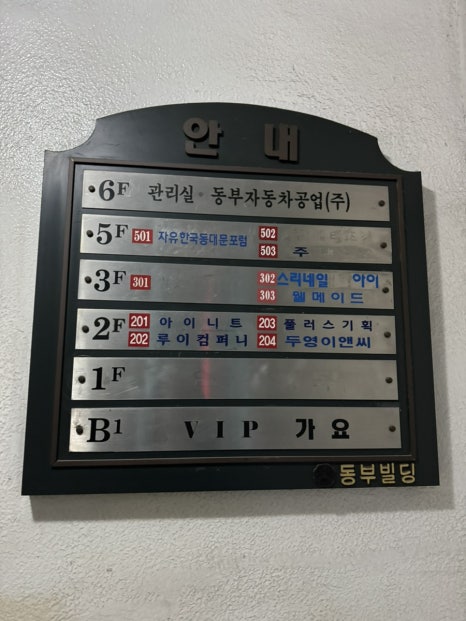 안 내
6F 관리실 동부자동차공업(주)
5F 501 자유한국동대문포럼 502
503 주
3F 301 302 스리네일 아이
303 웰메이드
2F 201 아이니트 203 풀러스기획
202 루이컴퍼니 204 두영이앤씨
1F
B1 VIP 가요
동부빌딩